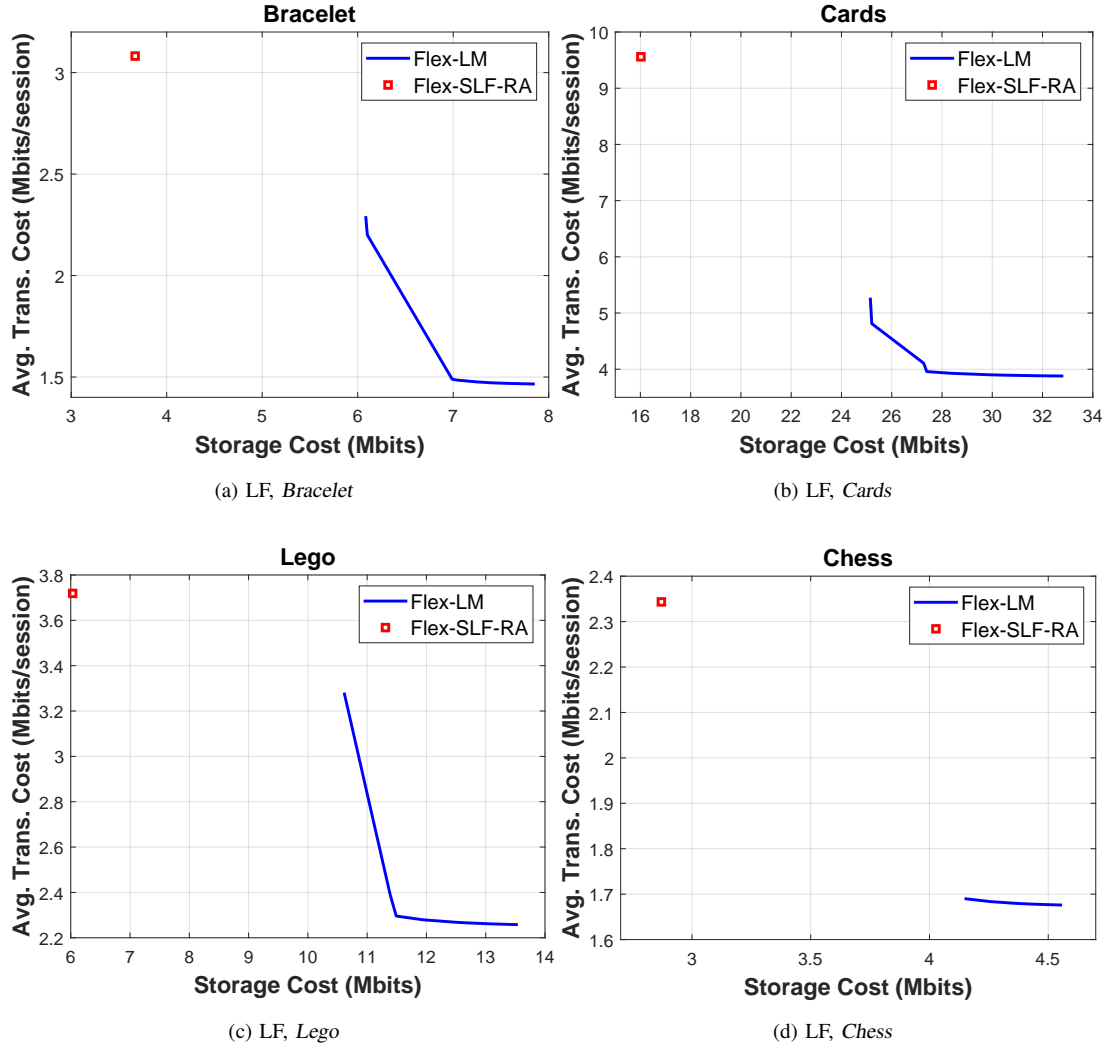 Bracelet
Avg. Trans. Cost (Mbits/session)
3
2.5
2
1.5
Flex-LM
Flex-SLF-RA
3 4 5 6 7 8
Storage Cost (Mbits)
(a) LF, Bracelet
Cards
Avg. Trans. Cost (Mbits/session)
10
9
8
7
6
5
4
Flex-LM
Flex-SLF-RA
16 18 20 22 24 26 28 30 32 34
Storage Cost (Mbits)
(b) LF, Cards
Lego
Avg. Trans. Cost (Mbits/session)
3.8
3.6
3.4
3.2
3
2.8
2.6
2.4
2.2
Flex-LM
Flex-SLF-RA
6 7 8 9 10 11 12 13 14
Storage Cost (Mbits)
(c) LF, Lego
Chess
Avg. Trans. Cost (Mbits/session)
2.4
2.3
2.2
2.1
2
1.9
1.8
1.7
1.6
Flex-LM
Flex-SLF-RA
3 3.5 4 4.5
Storage Cost (Mbits)
(d) LF, Chess